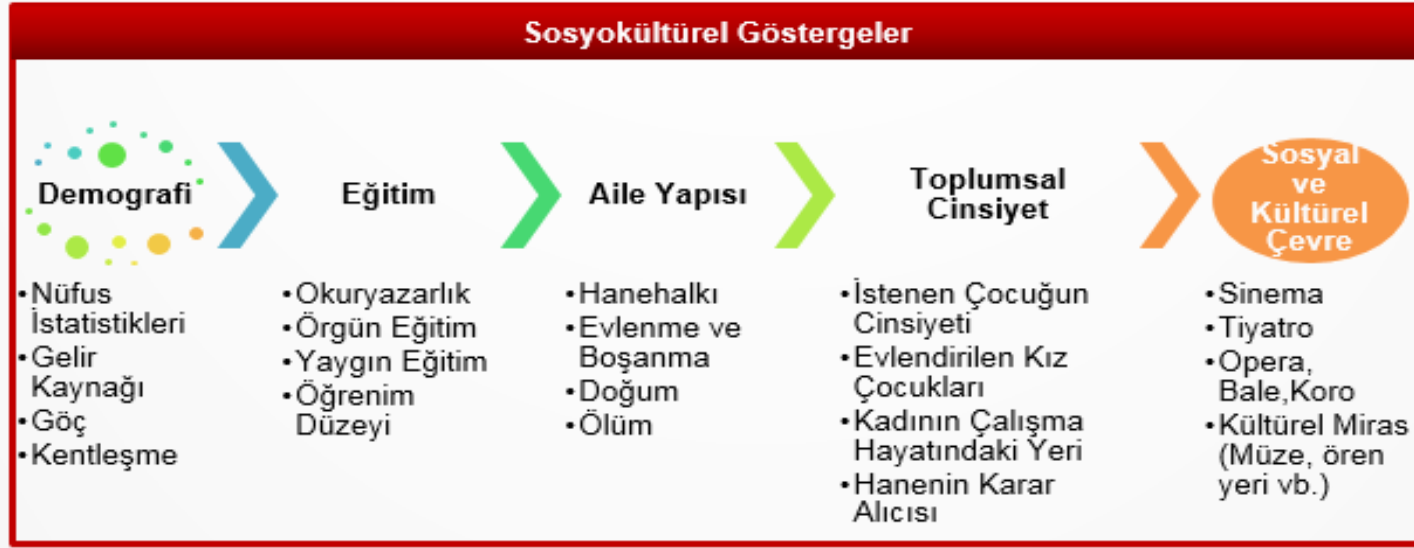 Sosyokültürel Göstergeler
Demografi
•Nüfus
İstatistikleri
•Gelir
Kaynağı
•Göç
•Kentleşme
Eğitim
•Okuryazarlık
•Örgün Eğitim
•Yaygın Eğitim
•Öğrenim
Düzeyi
Aile Yapısı
•Hanehalkı
•Evlenme ve
Boşanma
•Doğum
•Ölüm
Toplumsal
Cinsiyet
•İstenen Çocuğun
Cinsiyeti
•Evlendirilen Kız
Çocukları
•Kadının Çalışma
Hayatındaki Yeri
•Hanenin Karar
Alıcısı
Sosyal
ve
Kültürel
Çevre
•Sinema
•Tiyatro
•Opera,
Bale,Koro
•Kültürel Miras
(Müze, ören
yeri vb.)